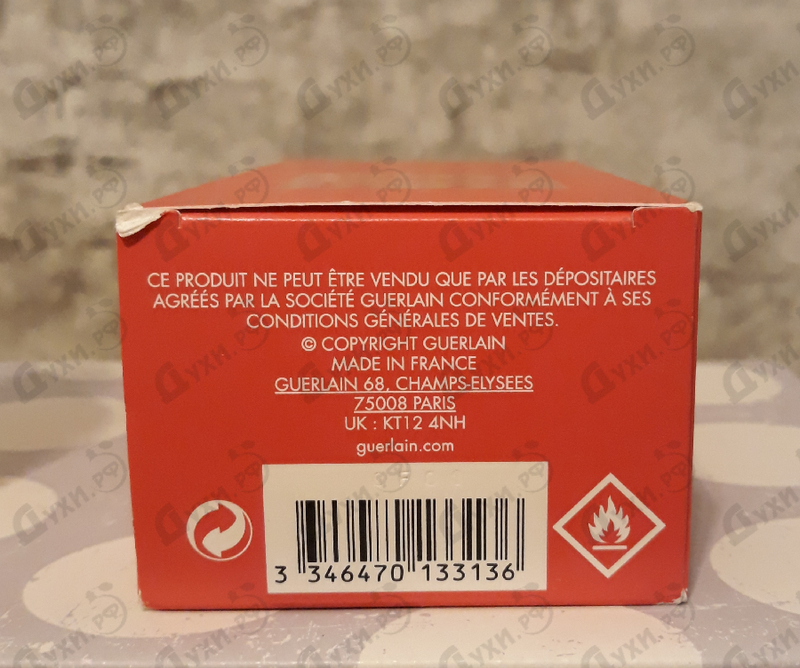 CE PRODUIT NE PEUT ÊTRE VENDU QUE PAR LES DÉPOSITAIRES
AGRÉÉS PAR LA SOCIÉTÉ GUERLAIN CONFORMÉMENT À SES
CONDITIONS GÉNÉRALES DE VENTES.
© COPYRIGHT GUERLAIN
MADE IN FRANCE
GUERLAIN 68, CHAMPS-ELYSEES
75008 PARIS
UK : KT12 4NH
guerlain.com
3 346470 133136
Духи.рф